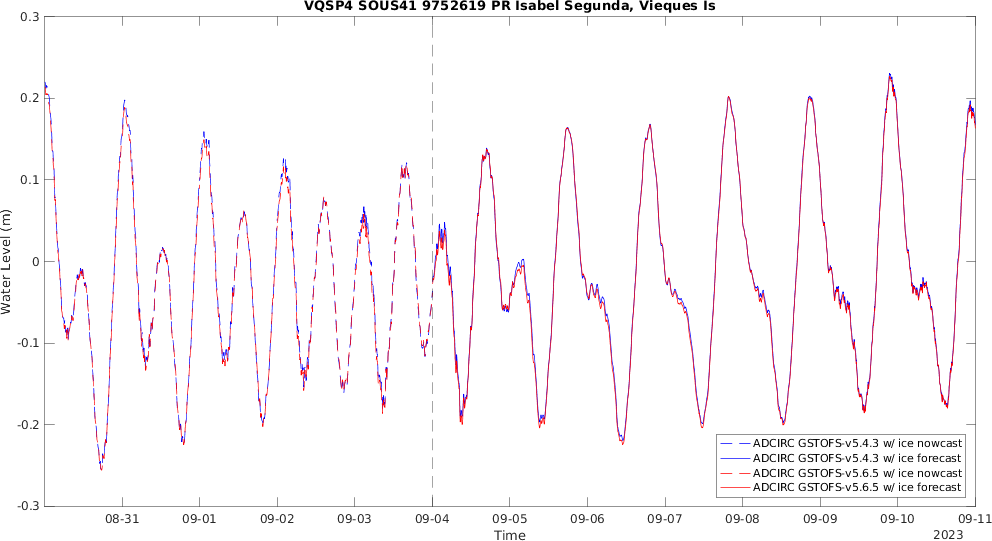 VQSP4 SOUS41 9752619 PR Isabel Segunda, Vieques Is
0.3
0.2
0.1
0
-0.1
-0.2
-0.3
Water Level (m)
08-31 09-01 09-02 09-03 09-04 09-05 09-06 09-07 09-08 09-09 09-10 09-11
Time
2023
ADCIRC GSTOFS-v5.4.3 w/ ice nowcast
ADCIRC GSTOFS-v5.4.3 w/ ice forecast
ADCIRC GSTOFS-v5.6.5 w/ ice nowcast
ADCIRC GSTOFS-v5.6.5 w/ ice forecast